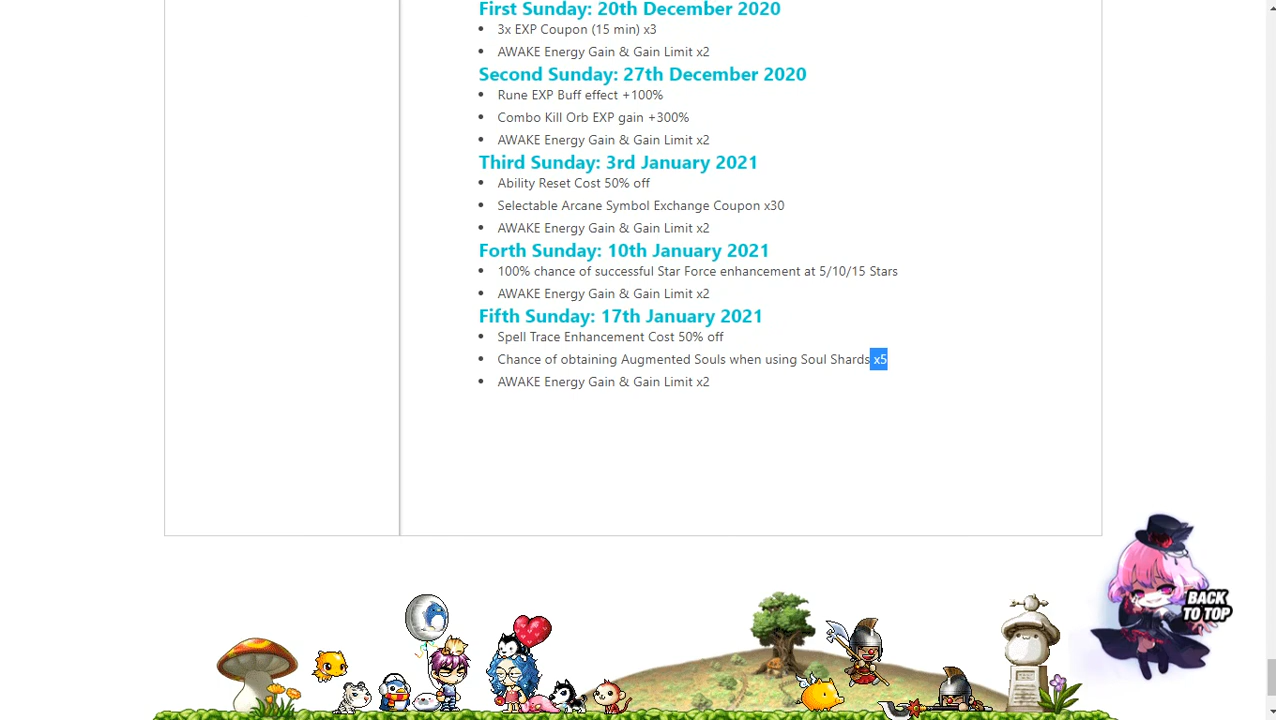 First Sunday: 20th December 2020
3x EXP Coupon (15 min) x3
AWAKE Energy Gain & Gain Limit x2
Second Sunday: 27th December 2020
Rune EXP Buff effect +100%
Combo Kill Orb EXP gain +300%
AWAKE Energy Gain & Gain Limit x2
Third Sunday: 3rd January 2021
Ability Reset Cost 50% off
Selectable Arcane Symbol Exchange Coupon x30
AWAKE Energy Gain & Gain Limit x2
Forth Sunday: 10th January 2021
100% chance of successful Star Force enhancement at 5/10/15 Stars
AWAKE Energy Gain & Gain Limit x2
Fifth Sunday: 17th January 2021
Spell Trace Enhancement Cost 50% off
Chance of obtaining Augmented Souls when using Soul Shards x5
AWAKE Energy Gain & Gain Limit x2
BACK
TO TOP